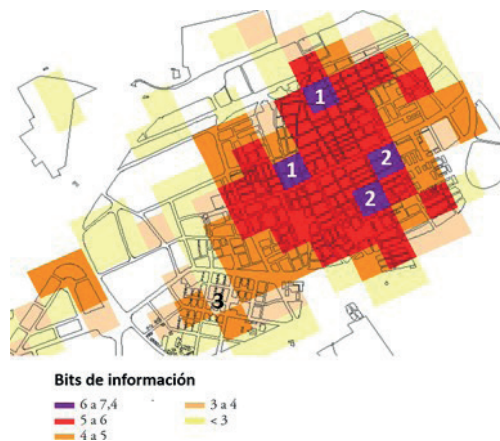 1
1
2
2
3
Bits de información
6 a 7,4
3 a 4
5 a 6
< 3
4 a 5